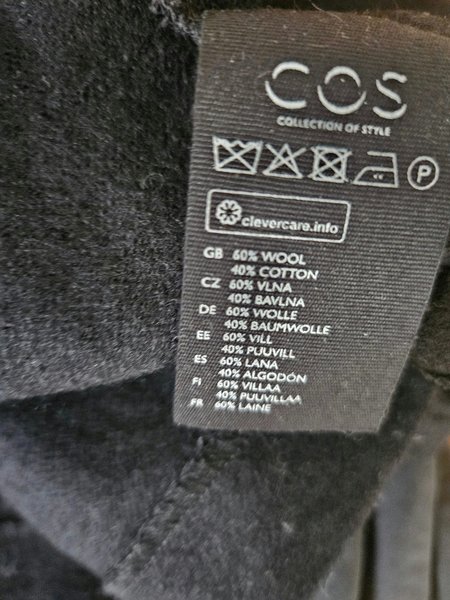 COS
COLLECTION OF STYLE
P
clevercare.info
GB 60% WOOL
40% COTTON
CZ 60% VLNA
40% BAVLNA
DE 60% WOLLE
40% BAUMWOLLE
EE 60% VILL
40% PUUVILL
ES 60% LANA
40% ALGODÓN
FI 60% VILLAA
40% PUUVILLAA
FR 60% LAINE